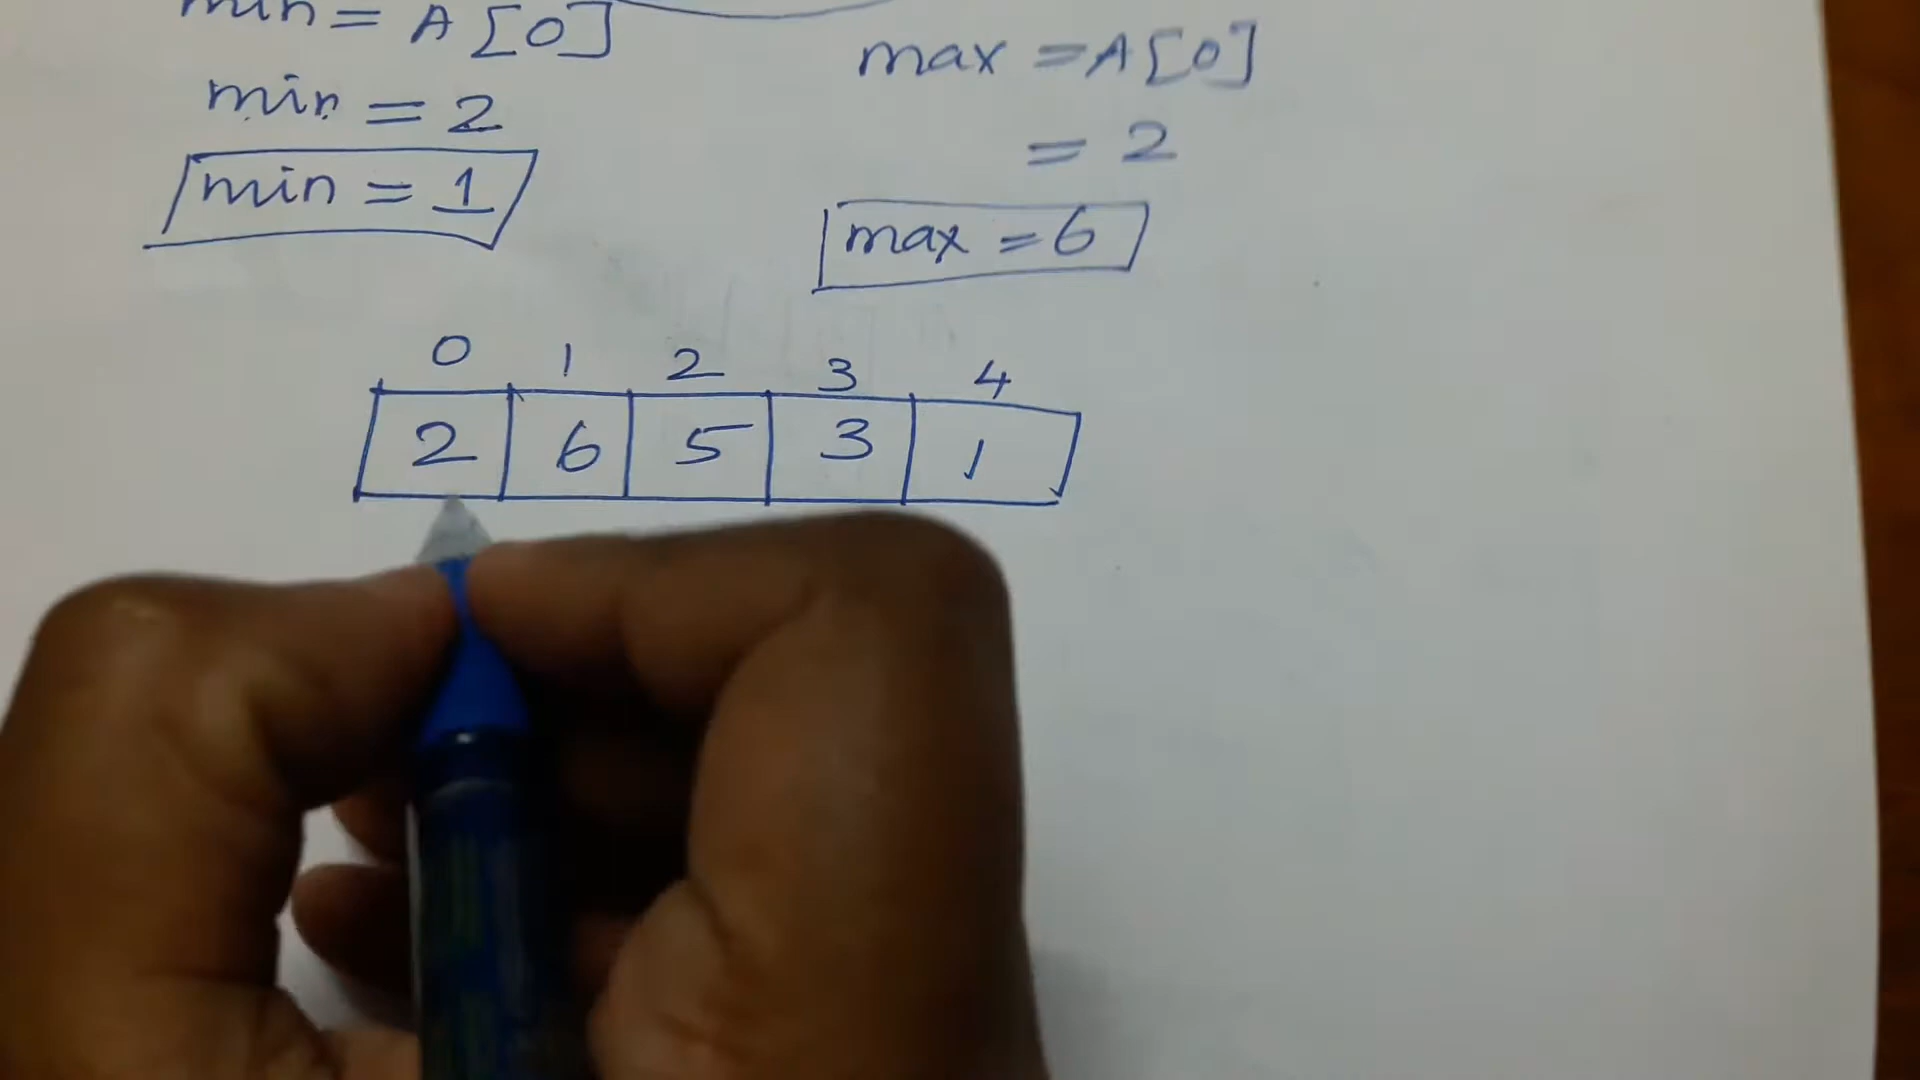 min = A[0]
min = 2
min = 1
max = A[0]
= 2
max = 6
0 1 2 3 4
2 6 5 3 1